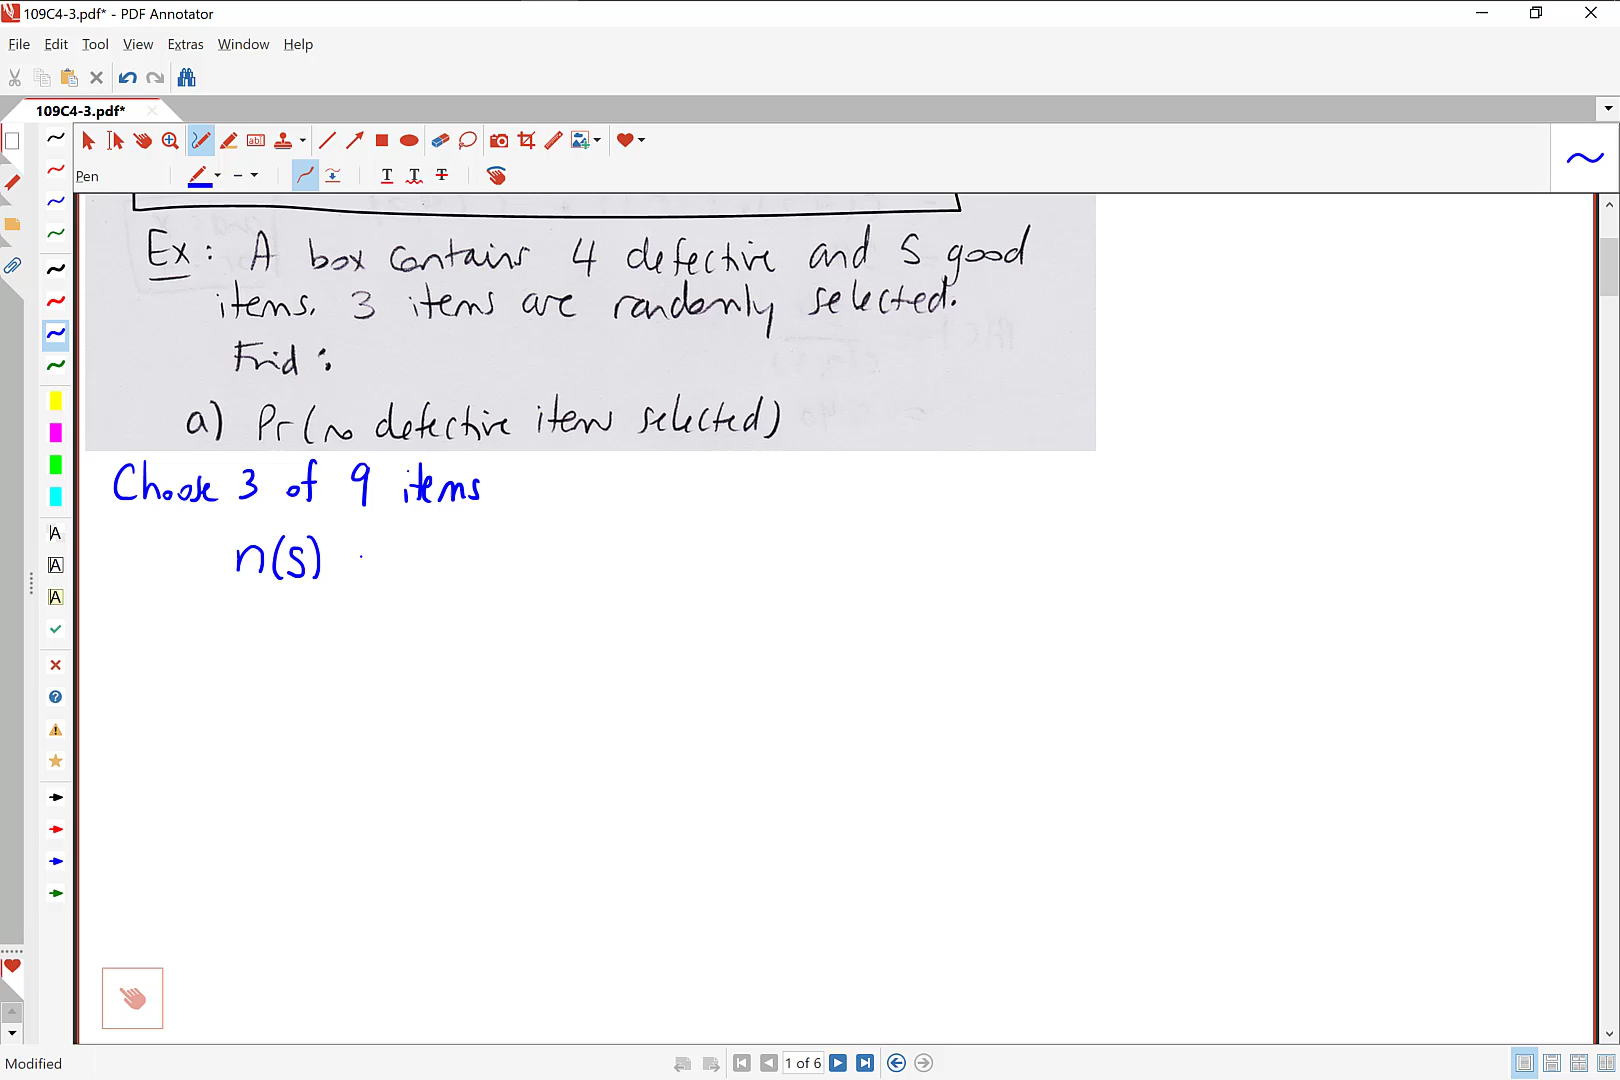 109C4-3.pdf* - PDF Annotator
File Edit Tool View Extras Window Help
109C4-3.pdf*
Pen
Ex: A box contains 4 defective and 5 good
items. 3 items are randomly selected.
Find:
a) Pr(no defective items selected)
Choose 3 of 9 items
n(S)
Modified
1 of 6